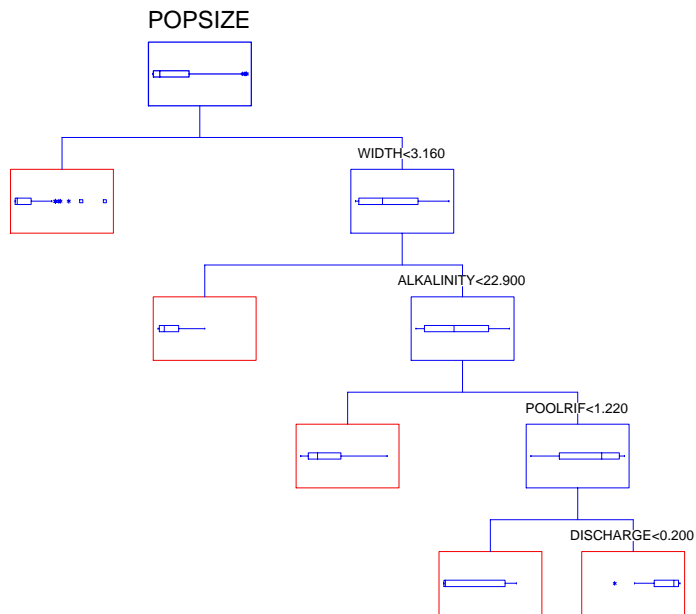 POPSIZE
WIDTH<3.160
ALKALINITY<22.900
POOLRIF<1.220
DISCHARGE<0.200